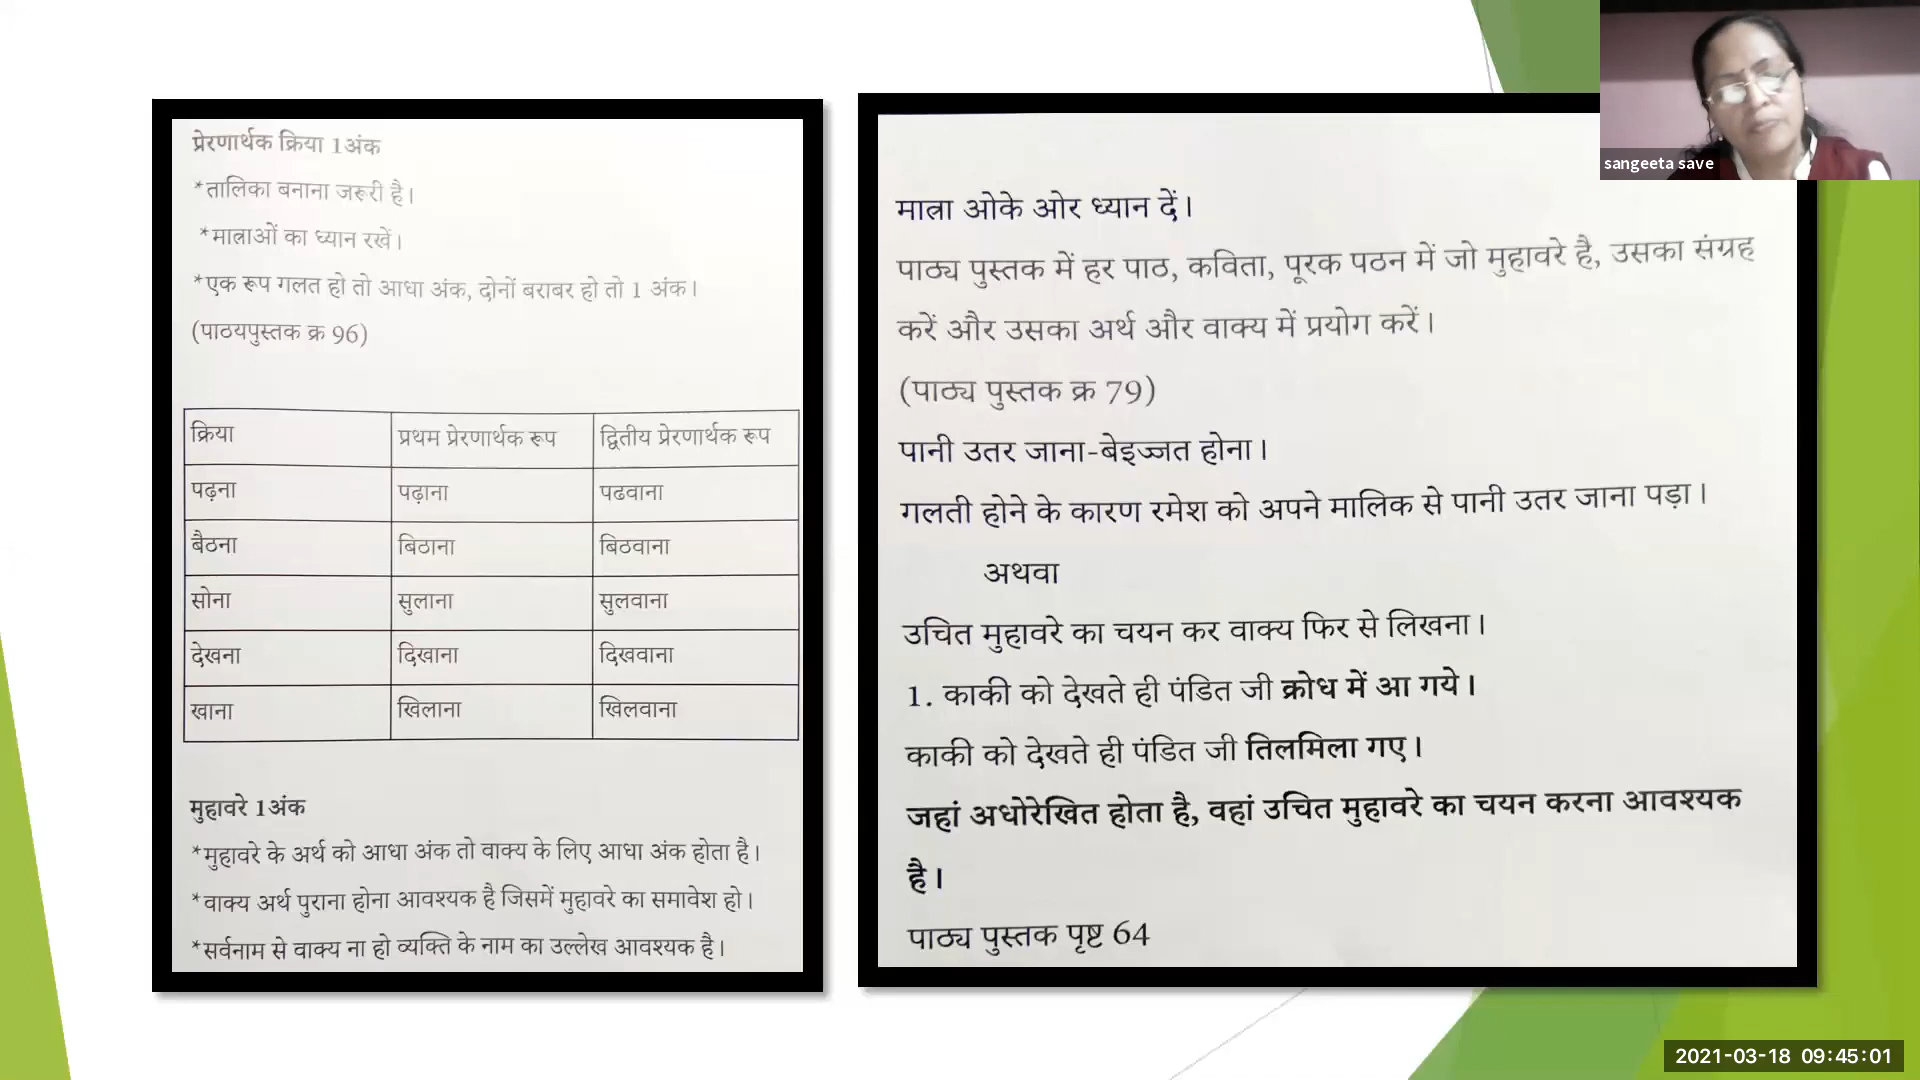 प्रेरणार्थक क्रिया 1अंक
*तालिका बनाना जरूरी है।
*मात्राओं का ध्यान रखें।
*एक रूप गलत हो तो आधा अंक, दोनों बराबर हो तो 1 अंक।
(पाठयपुस्तक क्र 96)
क्रिया प्रथम प्रेरणार्थक रूप द्वितीय प्रेरणार्थक रूप
पढ़ना पढ़ाना पढवाना
बैठना बिठाना बिठवाना
सोना सुलाना सुलवाना
देखना दिखाना दिखवाना
खाना खिलाना खिलवाना
मुहावरे 1अंक
*मुहावरे के अर्थ को आधा अंक तो वाक्य के लिए आधा अंक होता है।
*वाक्य अर्थ पुराना होना आवश्यक है जिसमें मुहावरे का समावेश हो।
*सर्वनाम से वाक्य ना हो व्यक्ति के नाम का उल्लेख आवश्यक है।
मात्रा ओके ओर ध्यान दें।
पाठ्य पुस्तक में हर पाठ, कविता, पूरक पठन में जो मुहावरे है, उसका संग्रह
करें और उसका अर्थ और वाक्य में प्रयोग करें।
(पाठ्य पुस्तक क्र 79)
पानी उतर जाना-बेइज्जत होना।
गलती होने के कारण रमेश को अपने मालिक से पानी उतर जाना पड़ा।
अथवा
उचित मुहावरे का चयन कर वाक्य फिर से लिखना।
1. काकी को देखते ही पंडित जी क्रोध में आ गये।
काकी को देखते ही पंडित जी तिलमिला गए।
जहां अधोरेखित होता है, वहां उचित मुहावरे का चयन करना आवश्यक
है।
पाठ्य पुस्तक पृष्ट 64
sangeeta save
2021-03-18 09:45:01